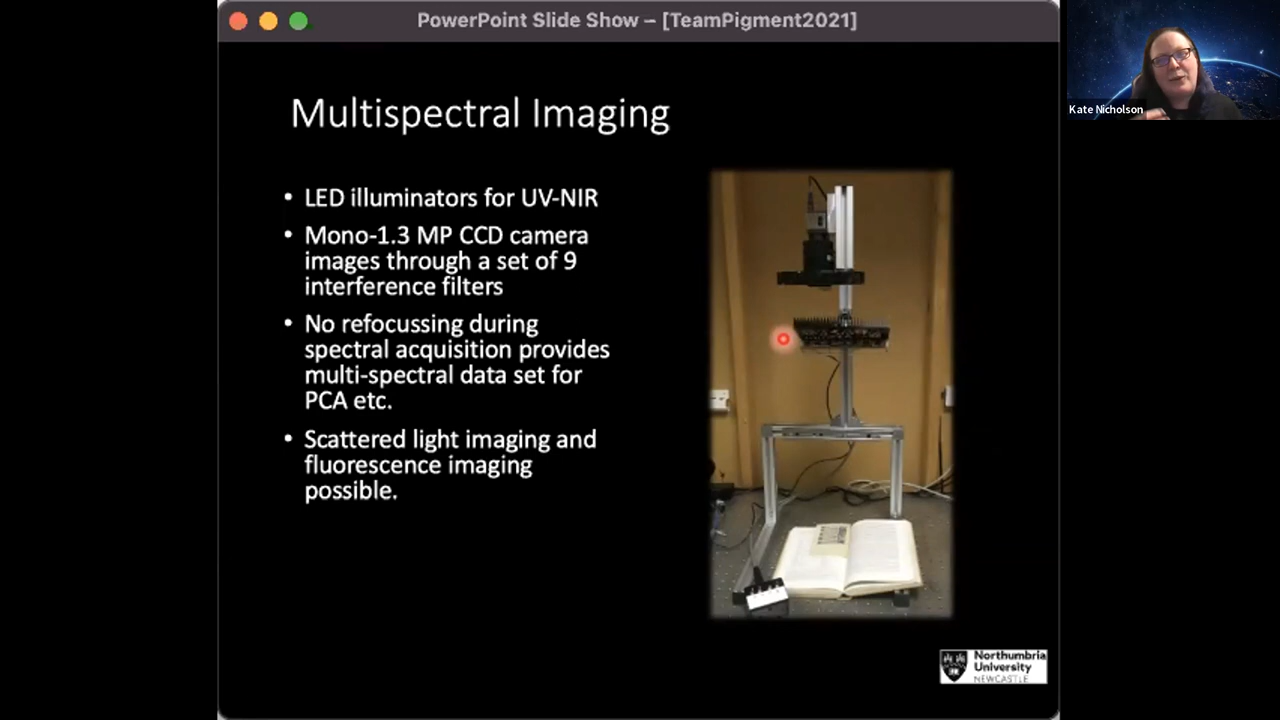 PowerPoint Slide Show – [TeamPigment2021]
Kate Nicholson
Multispectral Imaging
• LED illuminators for UV-NIR
• Mono-1.3 MP CCD camera
images through a set of 9
interference filters
• No refocussing during
spectral acquisition provides
multi-spectral data set for
PCA etc.
• Scattered light imaging and
fluorescence imaging
possible.
Northumbria
University
NEWCASTLE